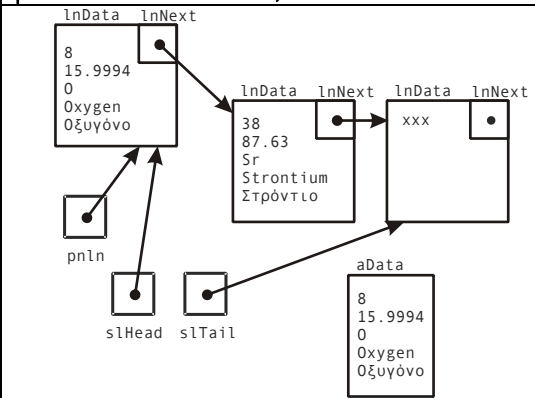 lnData lnNext
8
15.9994
O
Oxygen
Οξυγόνο
lnData lnNext
38
87.63
Sr
Strontium
Στρόντιο
lnData lnNext
xxx
pnln
slHead
slTail
aData
8
15.9994
O
Oxygen
Οξυγόνο